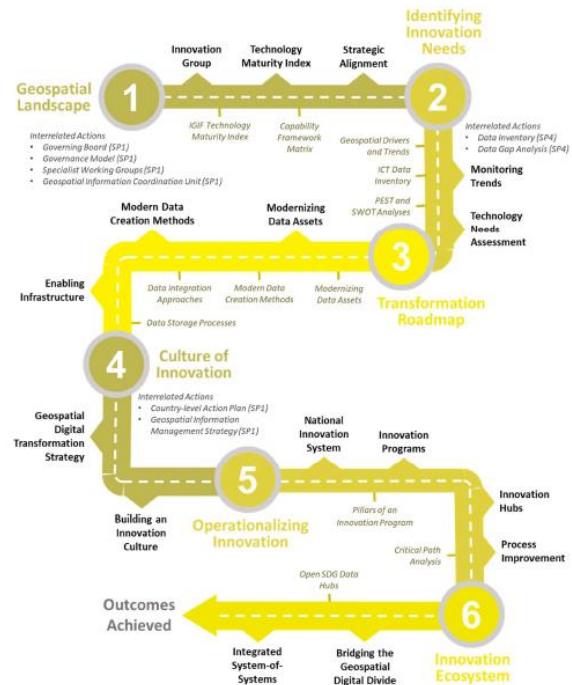 Identifying
Innovation
Needs
Innovation
Group
Technology
Maturity Index
Strategic
Alignment
Geospatial
Landscape
1
2
IGIF Technology
Maturity Index
Capability
Framework
Matrix
Interrelated Actions
• Governing Board (SP1)
• Governance Model (SP1)
• Specialist Working Groups (SP1)
• Geospatial Information Coordination Unit (SP1)
Geospatial Drivers
and Trends
ICT Data
Inventory
PEST and
SWOT Analyses
Interrelated Actions
• Data Inventory (SP4)
• Data Gap Analysis (SP4)
Monitoring
Trends
Technology
Needs
Assessment
Modern Data
Creation Methods
Modernizing
Data Assets
3
Transformation
Roadmap
Enabling
Infrastructure
Data Integration
Approaches
Modern Data
Creation Methods
Modernizing
Data Assets
Data Storage Processes
4
Culture of
Innovation
Interrelated Actions
• Country-level Action Plan (SP1)
• Geospatial Information
Management Strategy (SP1)
Geospatial
Digital
Transformation
Strategy
Building an
Innovation
Culture
5
Operationalizing
Innovation
National
Innovation
System
Innovation
Programs
Pillars of an
Innovation Program
Innovation
Hubs
Critical Path
Analysis
Process
Improvement
Open SDG Data
Hubs
Outcomes
Achieved
6
Innovation
Ecosystem
Integrated
System-of-
Systems
Bridging the
Geospatial
Digital Divide